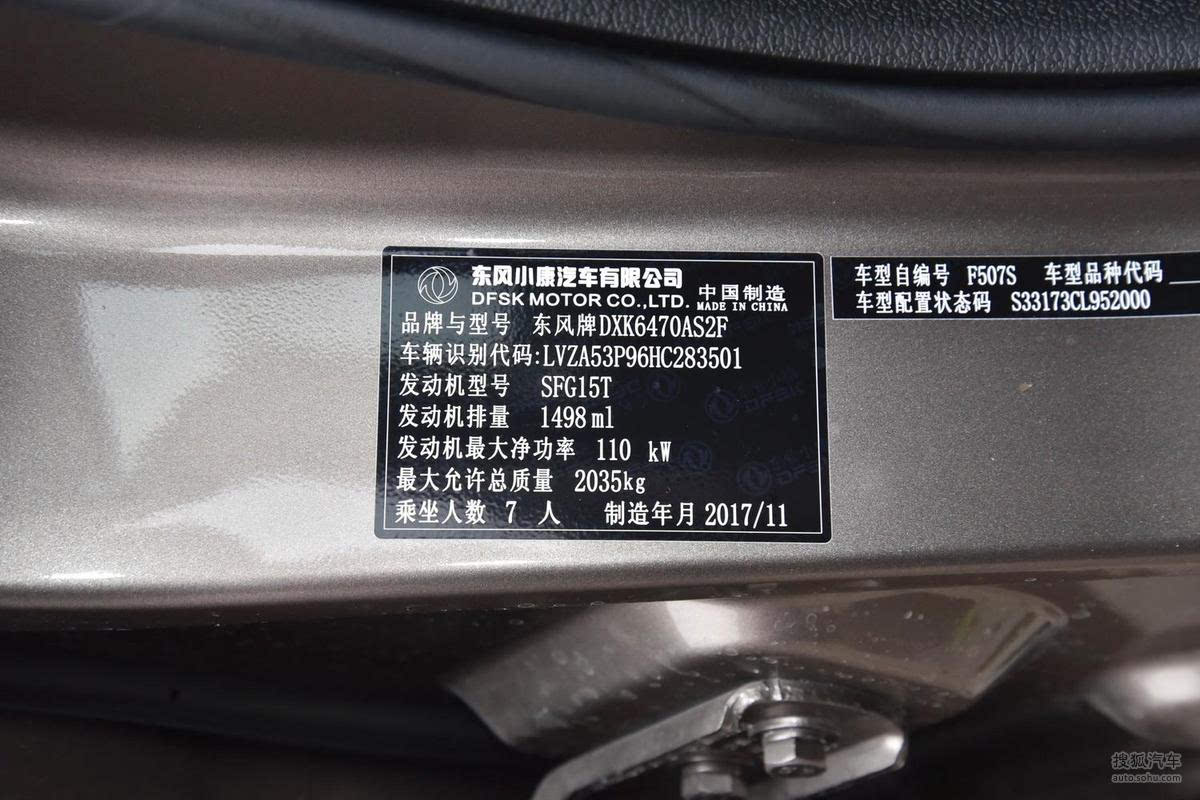 东风小康汽车有限公司
DFSK MOTOR CO.,LTD.
中国制造
MADE IN CHINA
品牌与型号 东风牌DXK6470AS2F
车辆识别代码:LVZA53P96HC283501
发动机型号 SFG15T
发动机排量 1498ml
发动机最大净功率 110 kW
最大允许总质量 2035kg
乘坐人数 7 人 制造年月 2017/11
车型自编号 F507S 车型品种代码
车型配置状态码 S33173CL952000
DFSK
DFSK
搜狐汽车
auto.sohu.com